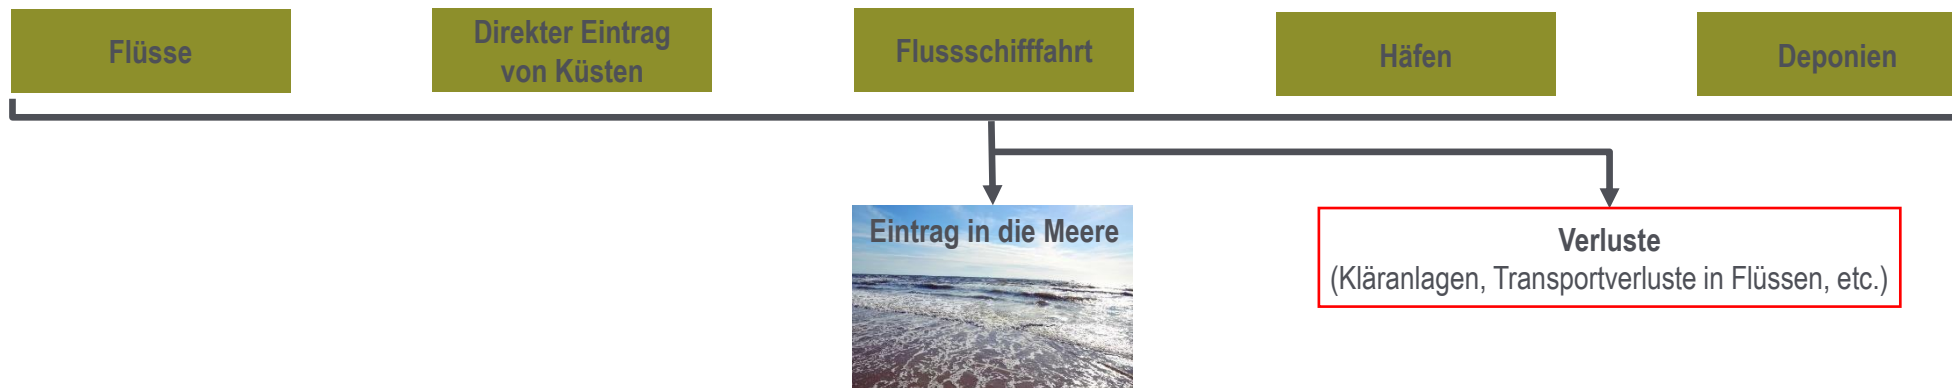 Flüsse
Direkter Eintrag
von Küsten
Flussschifffahrt
Häfen
Deponien
Eintrag in die Meere
Verluste
(Kläranlagen, Transportverluste in Flüssen, etc.)